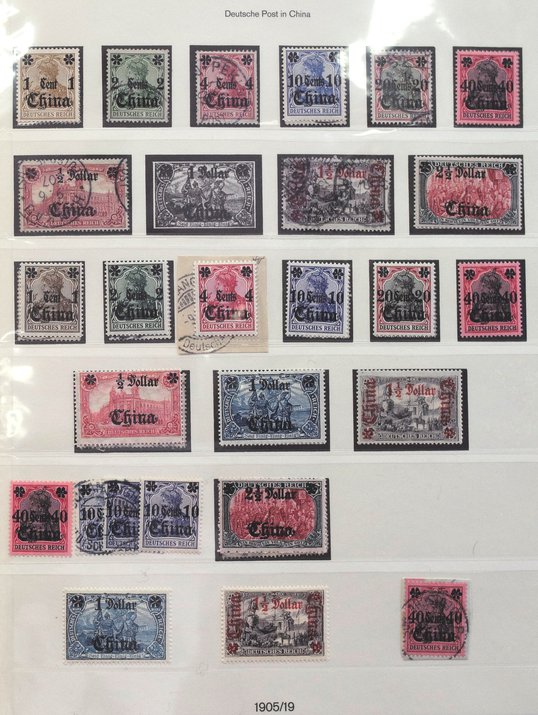 Deutsche Post in China
1 Cent 1
China
DEUTSCHES REICH
2 Cents 2
China
DEUTSCHES REICH
4 Cents 4
China
DEUTSCHES REICH
10 Cents 10
China
DEUTSCHES REICH
20 Cents 20
China
DEUTSCHES REICH
40 Cents 40
China
DEUTSCHES REICH
½ Dollar
China
1 Dollar
China
1½ Dollar
China
China
2½ Dollar
China
DEUTSCHES REICH
1 Cent 1
China
DEUTSCHES REICH
2 Cents 2
China
DEUTSCHES REICH
4 Cents 4
China
DEUTSCHES REICH
10 Cents 10
China
DEUTSCHES REICH
20 Cents 20
China
DEUTSCHES REICH
40 Cents 40
China
DEUTSCHES REICH
½ Dollar
China
1 Dollar
China
1½ Dollar
China
China
40 Cents 40
China
DEUTSCHES REICH
10
10
10 Cents 10
China
DEUTSCHES REICH
2½ Dollar
China
DEUTSCHES REICH
1 Dollar
China
1½ Dollar
China
China
40 Cents 40
China
DEUTSCHES REICH
1905/19